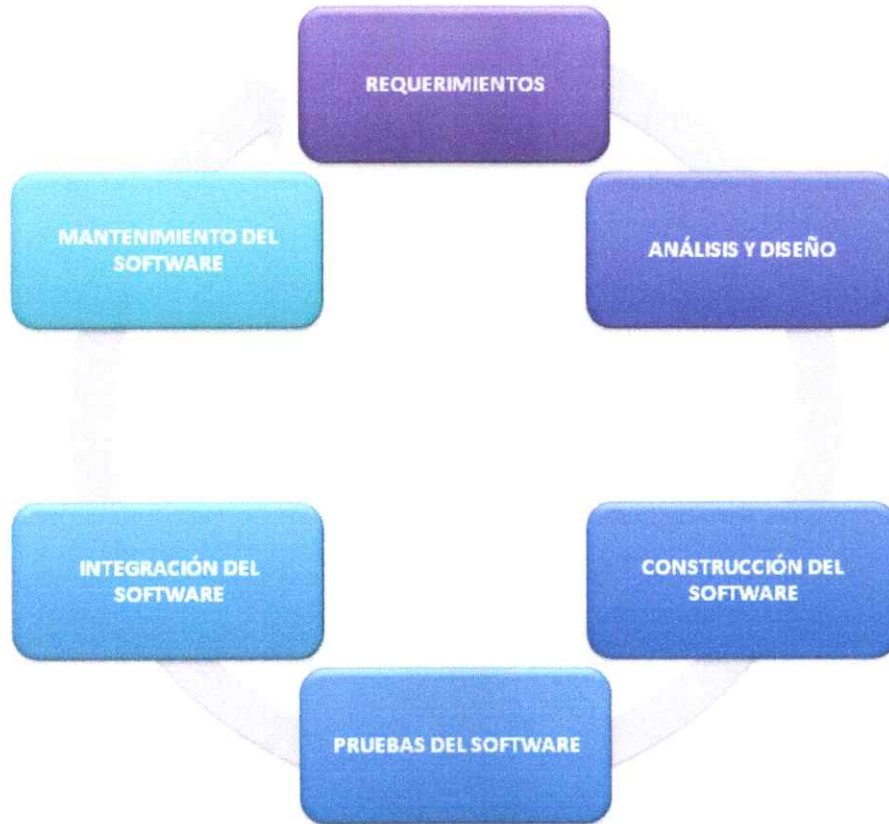 REQUERIMIENTOS
ANÁLISIS Y DISEÑO
CONSTRUCCIÓN DEL
SOFTWARE
PRUEBAS DEL SOFTWARE
INTEGRACIÓN DEL
SOFTWARE
MANTENIMIENTO DEL
SOFTWARE